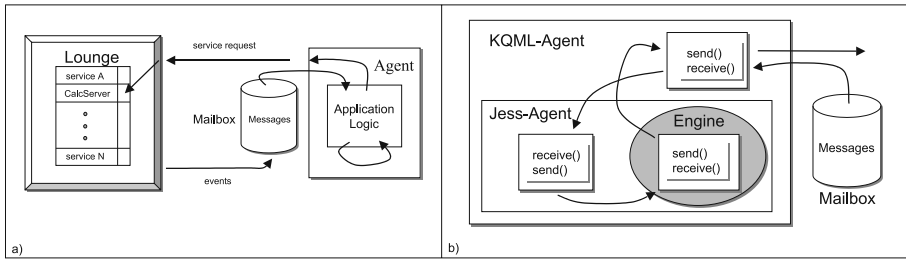 Lounge
service A
CalcServer
service N
service request
Mailbox
Messages
events
Agent
Application
Logic
a)
KQML-Agent
send()
receive()
Jess-Agent
receive()
send()
Engine
send()
receive()
Messages
Mailbox
b)